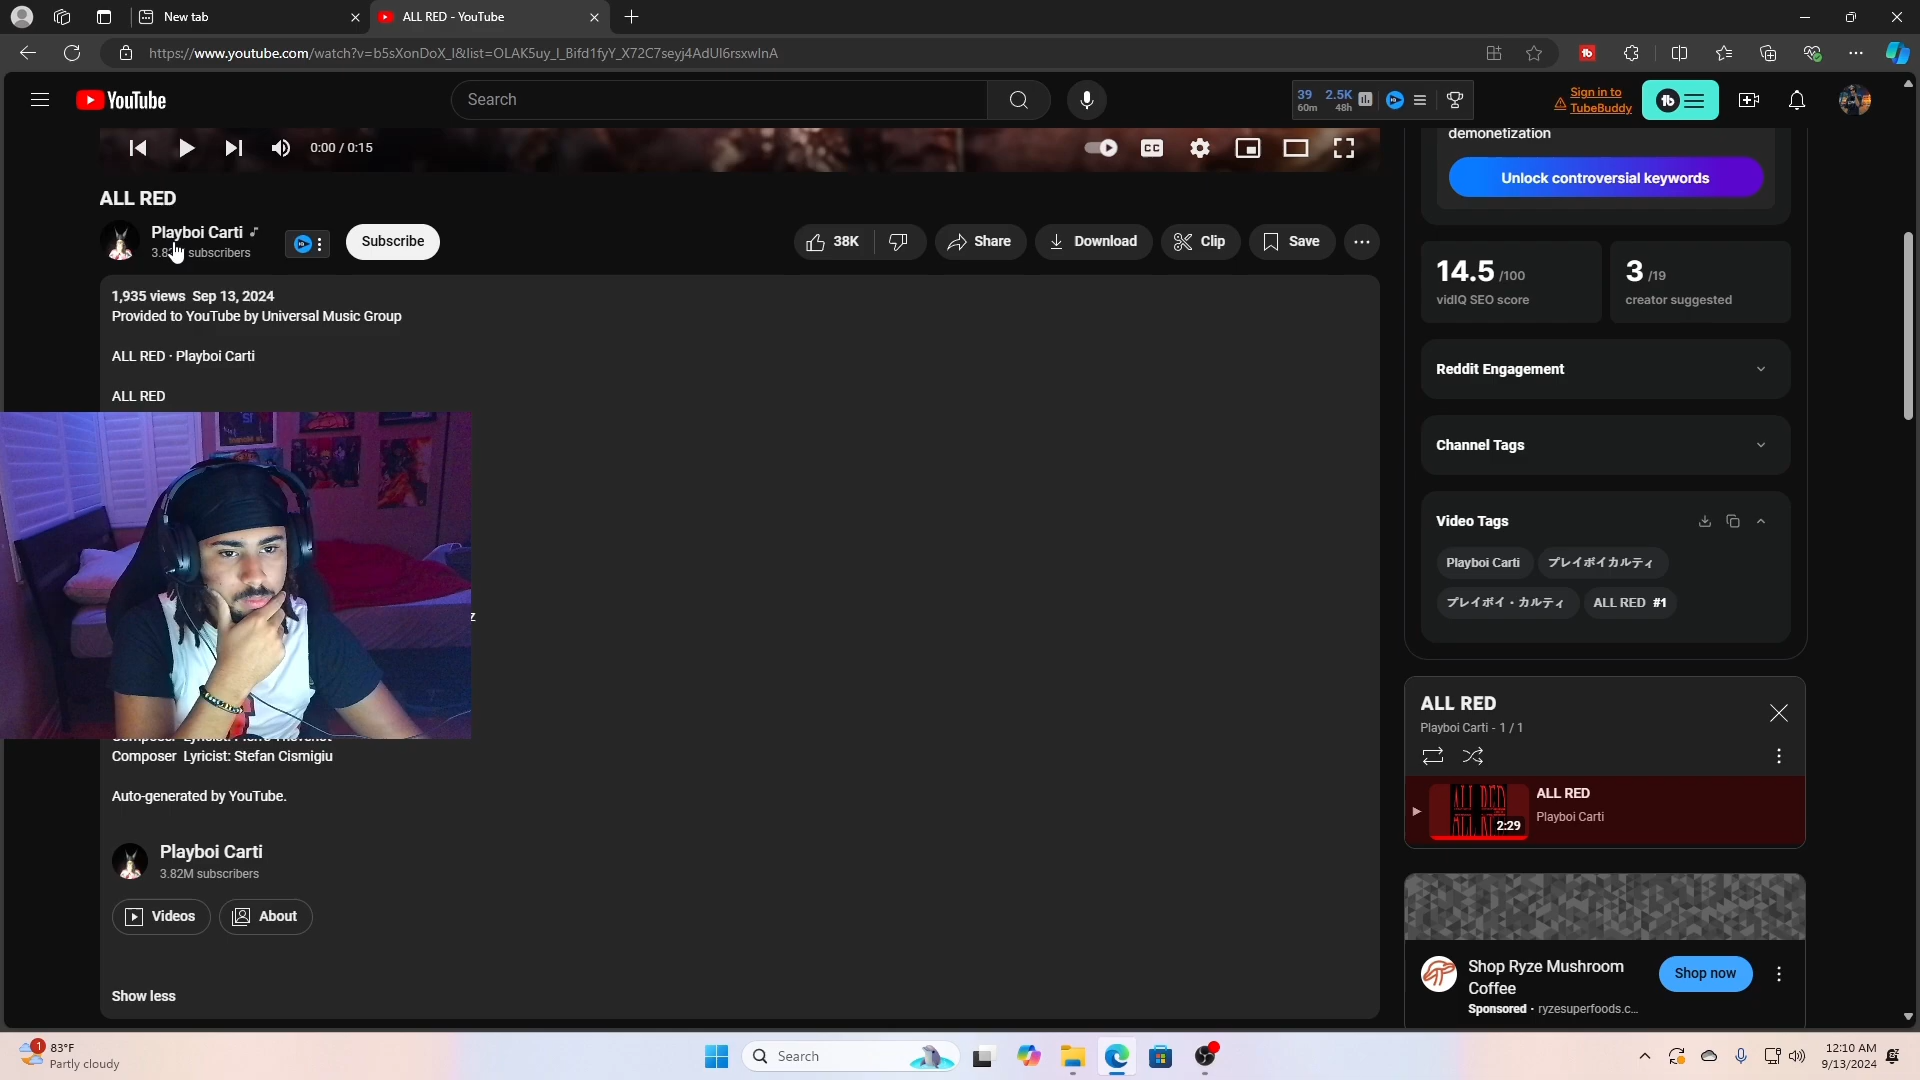 New tab
ALL RED - YouTube
https://www.youtube.com/watch?v=b5sXonDoX_I&list=OLAK5uy_l_Bifd1fyY_X72C7seyj4AdUl6rsxwlnA
YouTube
Search
39 2.5K
60m 48h
Sign in to
TubeBuddy
0:00 / 0:15
CC
demonetization
Unlock controversial keywords
ALL RED
Playboi Carti
subscribers
Subscribe
38K
Share
Download
Clip
Save
1,935 views Sep 13, 2024
Provided to YouTube by Universal Music Group
ALL RED · Playboi Carti
ALL RED
z
Composer Lyricist: Stefan Cismigiu
Auto-generated by YouTube.
Playboi Carti
3.82M subscribers
Videos
About
Show less
14.5 /100
vidIQ SEO score
3 /19
creator suggested
Reddit Engagement
Channel Tags
Video Tags
Playboi Carti
プレイボイカルティ
プレイボイ・カルティ
ALL RED #1
ALL RED
Playboi Carti - 1 / 1
ALL RED
2:29
Playboi Carti
Shop Ryze Mushroom
Coffee
Sponsored · ryzesuperfoods.c...
Shop now
1
83°F
Partly cloudy
Search
12:10 AM
9/13/2024